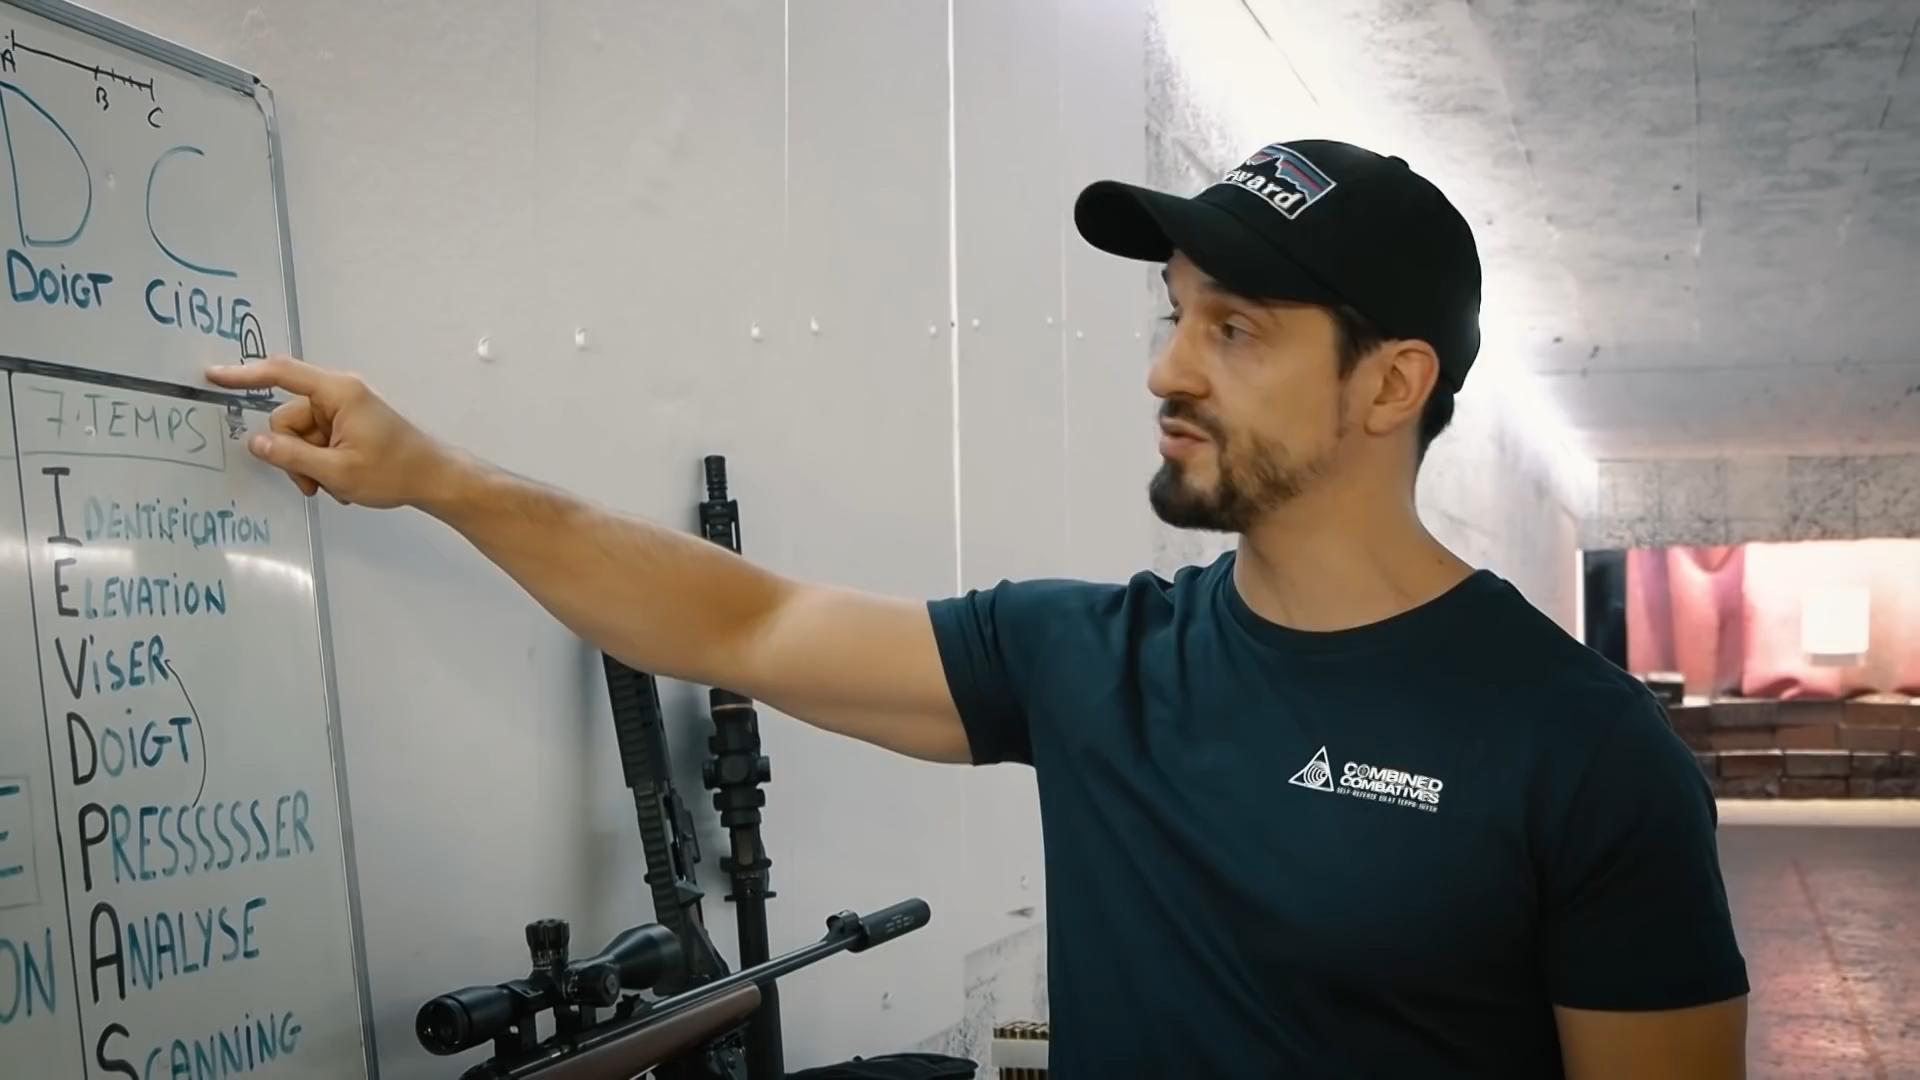 A
B
C
D C
DOIGT CIBLE
7 TEMPS
IDENTIFICATION
ELEVATION
VISER
DOIGT
PRESSSSSSER
E
ANALYSE
ON
SCANNING
COMBINED
COMBATIVES